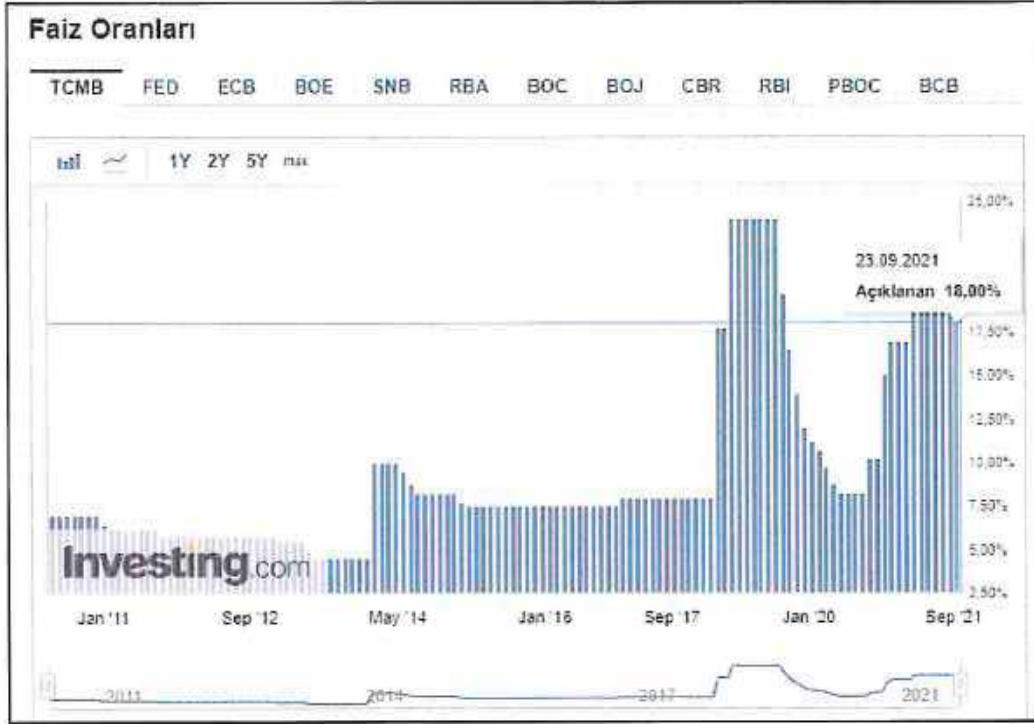 Faiz Oranları
TCMB FED ECB BOE SNB RBA BOC BOJ CBR RBI PBOC BCB
1Y 2Y 5Y max
25,00%
23.09.2021
Açıklanan 18,00%
17,50%
15,00%
12,50%
10,00%
7,50%
5,00%
2,50%
Investing.com
Jan '11 Sep '12 May '14 Jan '16 Sep '17 Jan '20 Sep '21
2011 2014 2017 2021